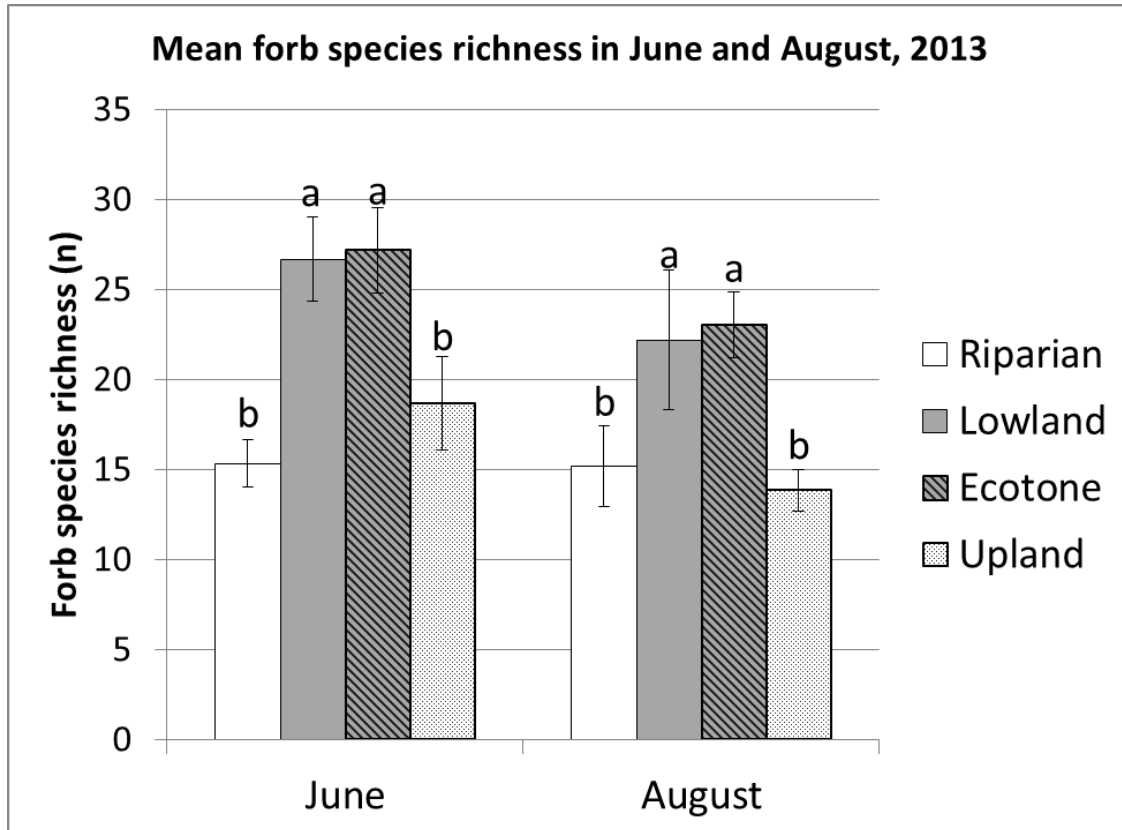 Mean forb species richness in June and August, 2013
Forb species richness (n)
35
30
25
20
15
10
5
0
b
a
a
b
b
a
a
b
June
August
Riparian
Lowland
Ecotone
Upland